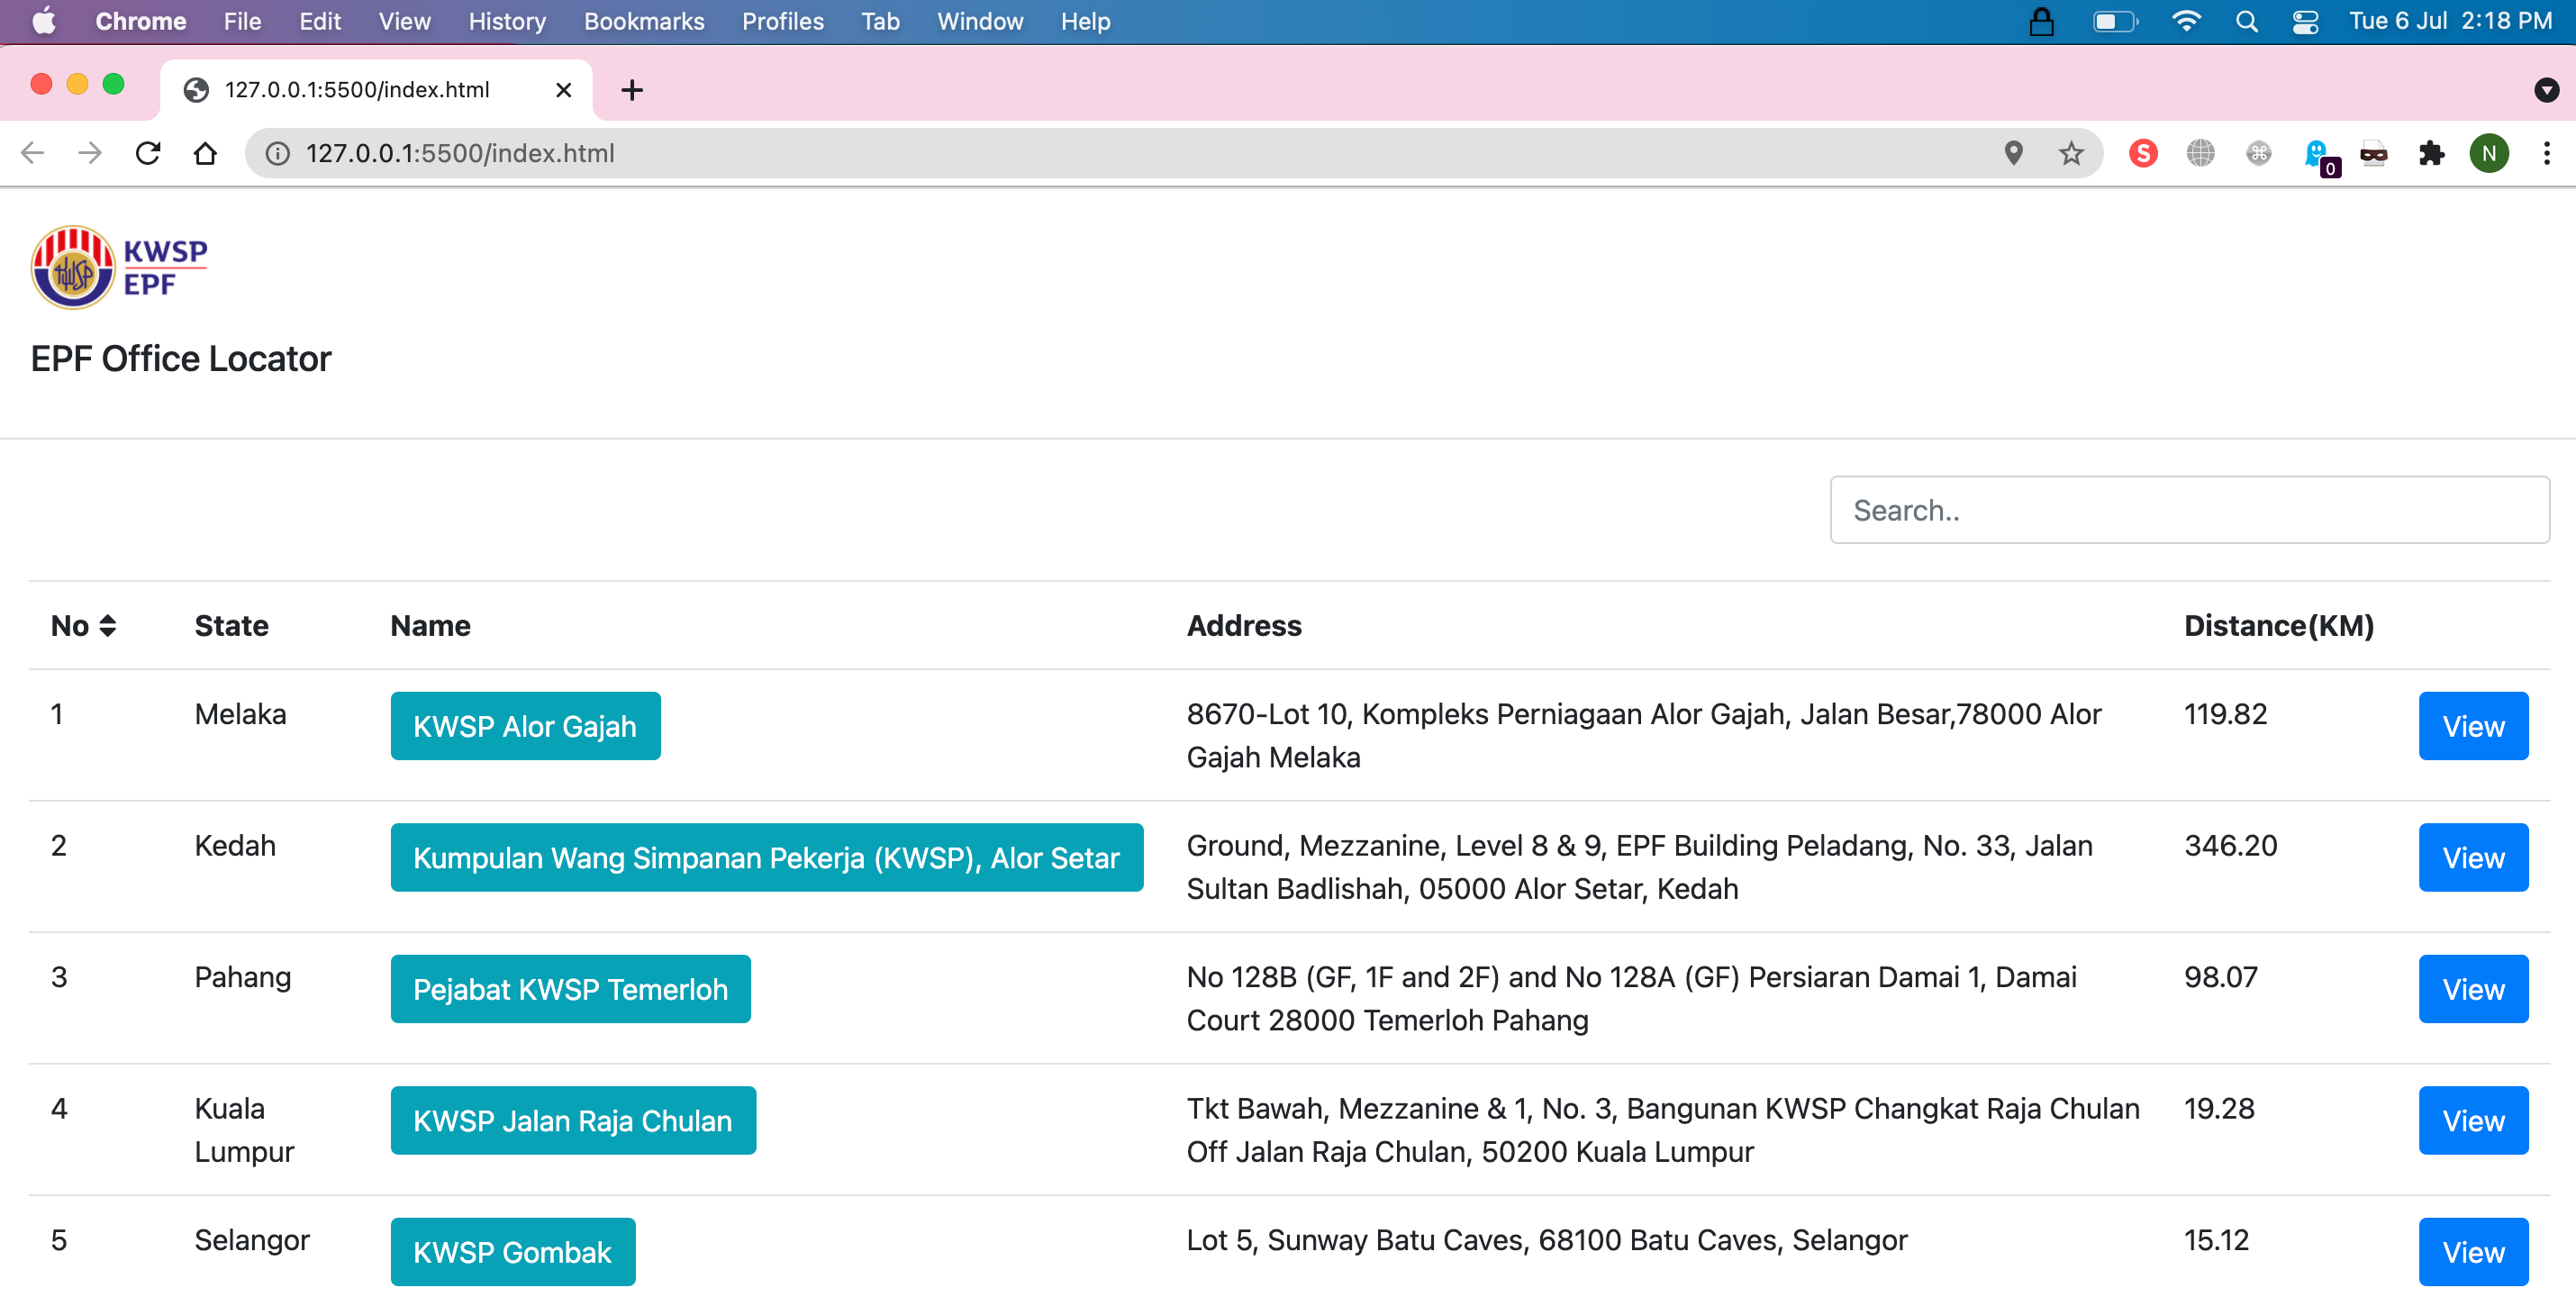 Chrome File Edit View History Bookmarks Profiles Tab Window Help Tue 6 Jul 2:18 PM
127.0.0.1:5500/index.html
127.0.0.1:5500/index.html S 0 N
KWSP
KWSP
EPF
EPF Office Locator
Search..
No State Name Address Distance(KM)
1 Melaka KWSP Alor Gajah 8670-Lot 10, Kompleks Perniagaan Alor Gajah, Jalan Besar,78000 Alor 119.82 View
Gajah Melaka
2 Kedah Kumpulan Wang Simpanan Pekerja (KWSP), Alor Setar Ground, Mezzanine, Level 8 & 9, EPF Building Peladang, No. 33, Jalan 346.20 View
Sultan Badlishah, 05000 Alor Setar, Kedah
3 Pahang Pejabat KWSP Temerloh No 128B (GF, 1F and 2F) and No 128A (GF) Persiaran Damai 1, Damai 98.07 View
Court 28000 Temerloh Pahang
4 Kuala KWSP Jalan Raja Chulan Tkt Bawah, Mezzanine & 1, No. 3, Bangunan KWSP Changkat Raja Chulan 19.28 View
Lumpur Off Jalan Raja Chulan, 50200 Kuala Lumpur
5 Selangor KWSP Gombak Lot 5, Sunway Batu Caves, 68100 Batu Caves, Selangor 15.12 View